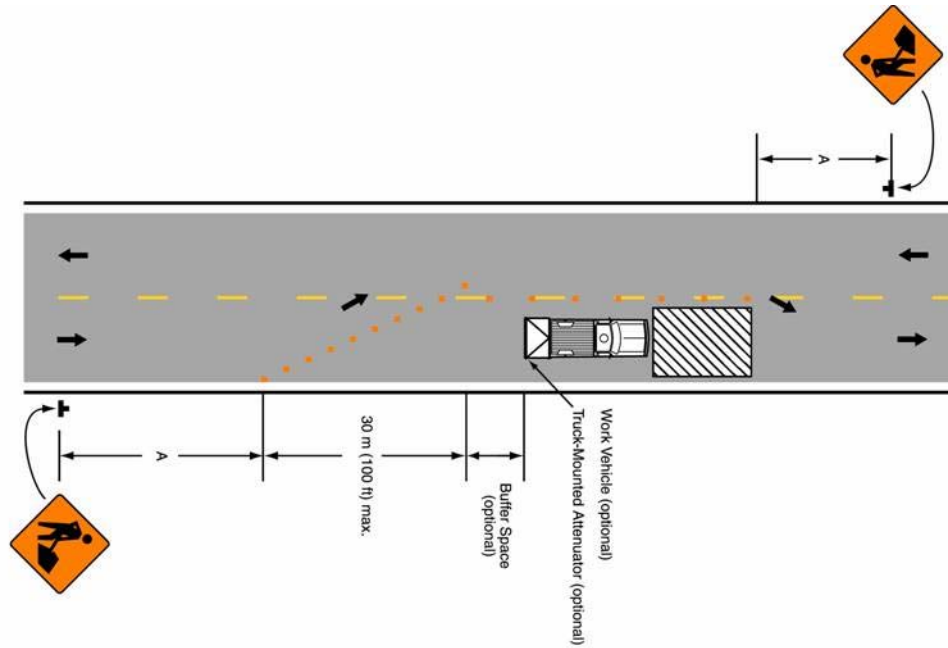 A
Work Vehicle (optional)
Truck-Mounted Attenuator (optional)
Buffer Space
(optional)
30 m (100 ft) max.
A